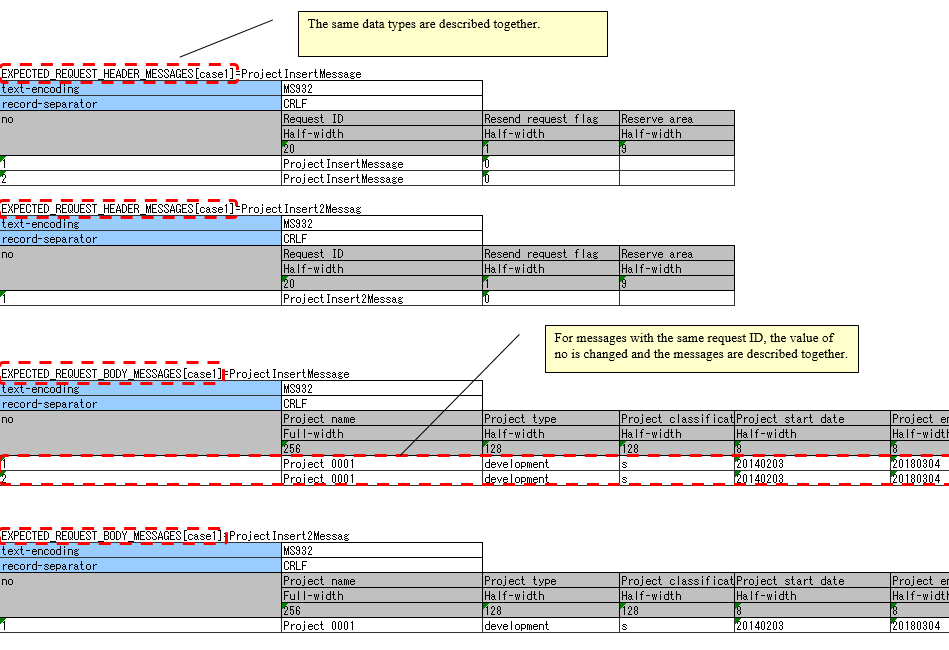 The same data types are described together.
EXPECTED_REQUEST_HEADER_MESSAGES[case1]=ProjectInsertMessage
text-encoding MS932
record-separator CRLF
no Request ID Resend request flag Reserve area
Half-width Half-width Half-width
20 1 9
1 ProjectInsertMessage 0
2 ProjectInsertMessage 0
EXPECTED_REQUEST_HEADER_MESSAGES[case1]=ProjectInsert2Messag
text-encoding MS932
record-separator CRLF
no Request ID Resend request flag Reserve area
Half-width Half-width Half-width
20 1 9
1 ProjectInsert2Messag 0
For messages with the same request ID, the value of
no is changed and the messages are described together.
EXPECTED_REQUEST_BODY_MESSAGES[case1]=ProjectInsertMessage
text-encoding MS932
record-separator CRLF
no Project name Project type Project classificat Project start date Project en
Full-width Half-width Half-width Half-width Half-widt
256 128 128 8 8
1 Project 0001 development s 20140203 20180304
2 Project 0001 development s 20140203 20180304
EXPECTED_REQUEST_BODY_MESSAGES[case1]=ProjectInsert2Messag
text-encoding MS932
record-separator CRLF
no Project name Project type Project classificat Project start date Project en
Full-width Half-width Half-width Half-width Half-widt
256 128 128 8 8
1 Project 0001 development s 20140203 20180304